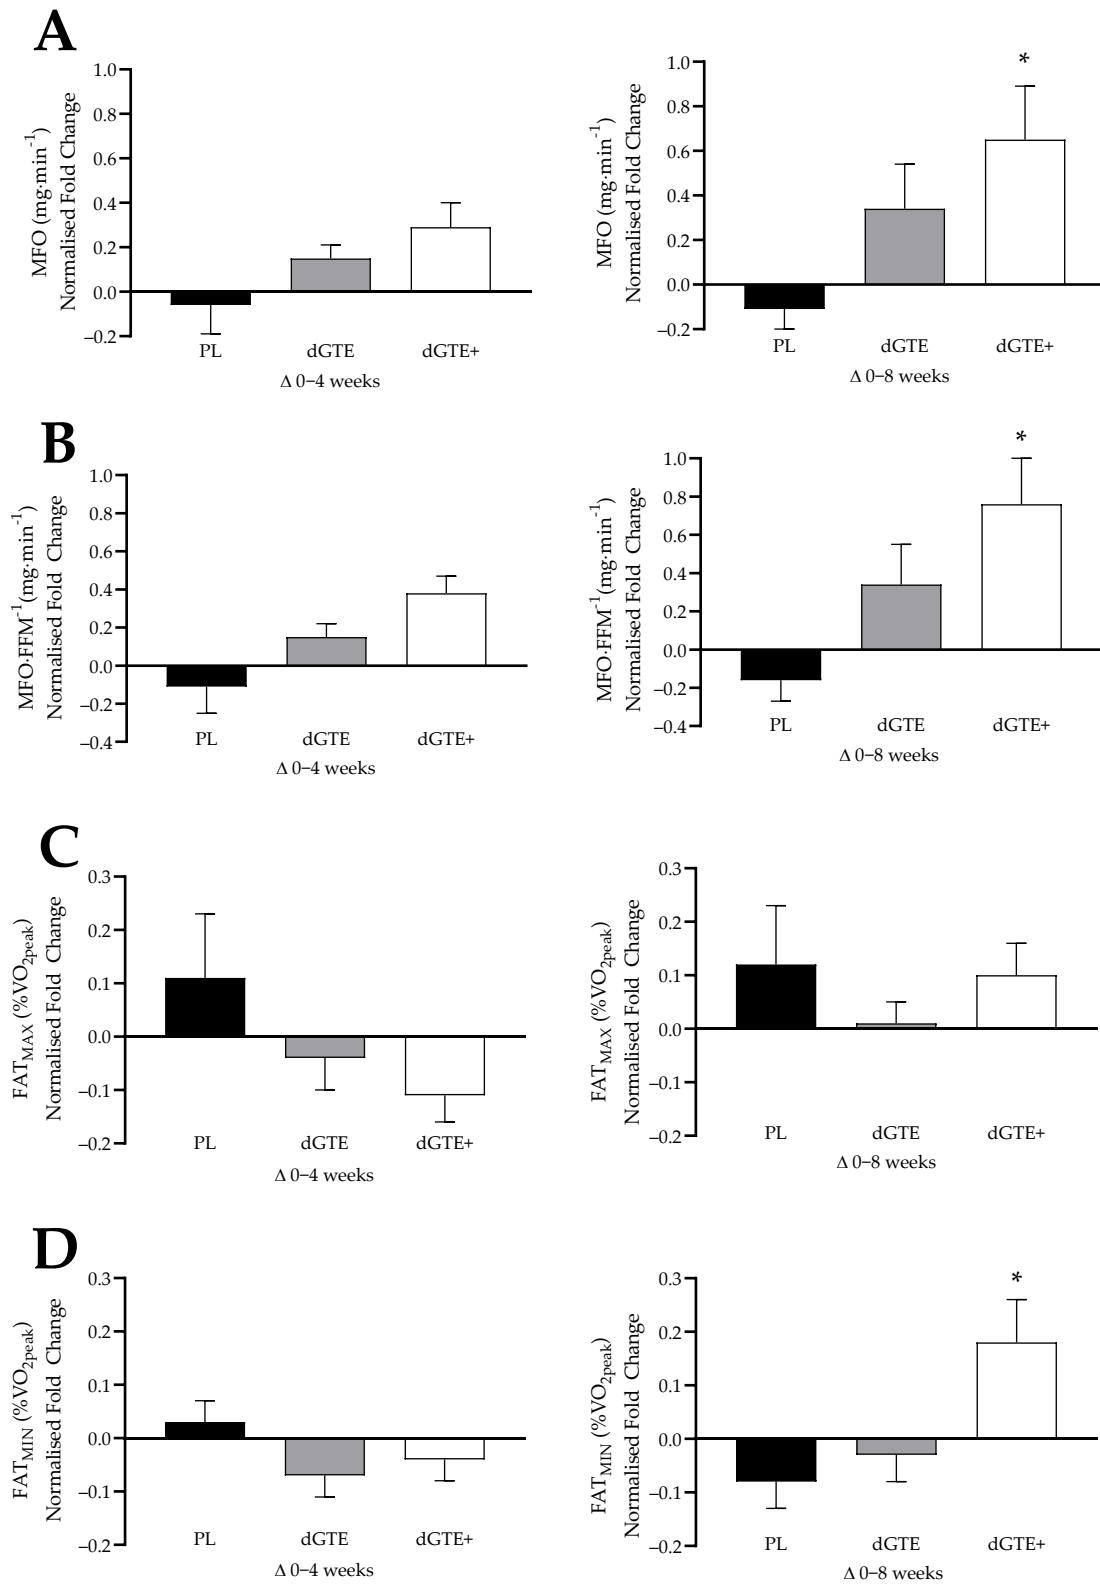 A
MFO (mg·min-1)
Normalised Fold Change
1.0
0.8
0.6
0.4
0.2
0.0
−0.2
PL dGTE dGTE+
Δ 0−4 weeks
MFO (mg·min-1)
Normalised Fold Change
1.0
0.8
0.6
0.4
0.2
0.0
−0.2
*
PL dGTE dGTE+
Δ 0−8 weeks
B
MFO·FFM-1(mg·min-1)
Normalised Fold Change
1.0
0.8
0.6
0.4
0.2
0.0
−0.2
−0.4
PL dGTE dGTE+
Δ 0−4 weeks
MFO·FFM-1(mg·min-1)
Normalised Fold Change
1.0
0.8
0.6
0.4
0.2
0.0
−0.2
−0.4
*
PL dGTE dGTE+
Δ 0−8 weeks
C
FATMAX (%VO2peak)
Normalised Fold Change
0.3
0.2
0.1
0.0
−0.1
−0.2
PL dGTE dGTE+
Δ 0−4 weeks
FATMAX (%VO2peak)
Normalised Fold Change
0.3
0.2
0.1
0.0
−0.1
−0.2
PL dGTE dGTE+
Δ 0−8 weeks
D
FATMIN (%VO2peak)
Normalised Fold Change
0.3
0.2
0.1
0.0
−0.1
−0.2
PL dGTE dGTE+
Δ 0−4 weeks
FATMIN (%VO2peak)
Normalised Fold Change
0.3
0.2
0.1
0.0
−0.1
−0.2
*
PL dGTE dGTE+
Δ 0−8 weeks